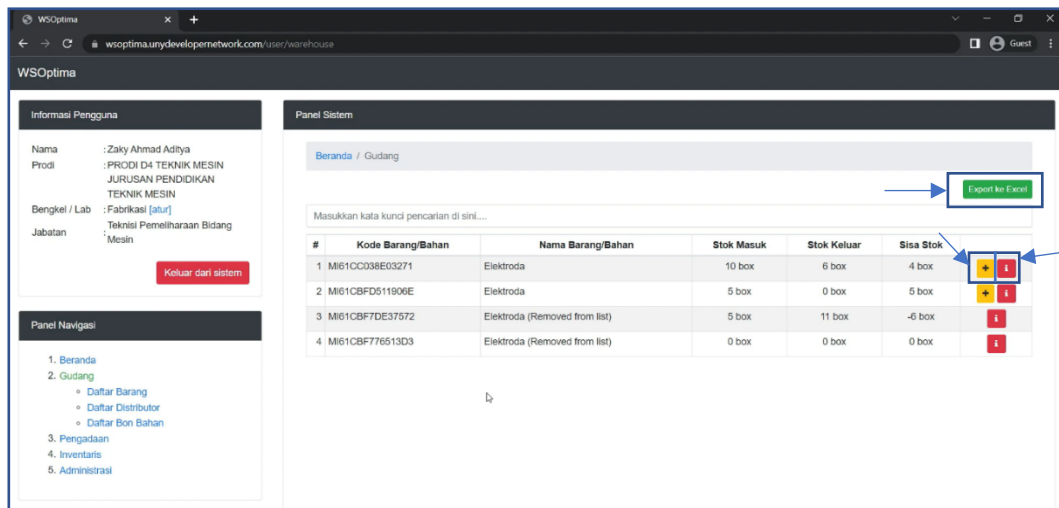 WSOptima
wsoptima.unydevelopernetwork.com/user/warehouse
Guest
WSOptima
Informasi Pengguna
Nama : Zaky Ahmad Aditya
Prodi : PRODI D4 TEKNIK MESIN
JURUSAN PENDIDIKAN
TEKNIK MESIN
Bengkel / Lab : Fabrikasi [atur]
Jabatan : Teknisi Pemeliharaan Bidang
Mesin
Keluar dari sistem
Panel Navigasi
1. Beranda
2. Gudang
Daftar Barang
Daftar Distributor
Daftar Bon Bahan
3. Pengadaan
4. Inventaris
5. Administrasi
Panel Sistem
Beranda / Gudang
Export ke Excel
Masukkan kata kunci pencarian di sini....
# Kode Barang/Bahan Nama Barang/Bahan Stok Masuk Stok Keluar Sisa Stok
1 MI61CC038E03271 Elektroda 10 box 6 box 4 box + i
2 MI61CBFD511906E Elektroda 5 box 0 box 5 box + i
3 MI61CBF7DE37572 Elektroda (Removed from list) 5 box 11 box -6 box i
4 MI61CBF776513D3 Elektroda (Removed from list) 0 box 0 box 0 box i